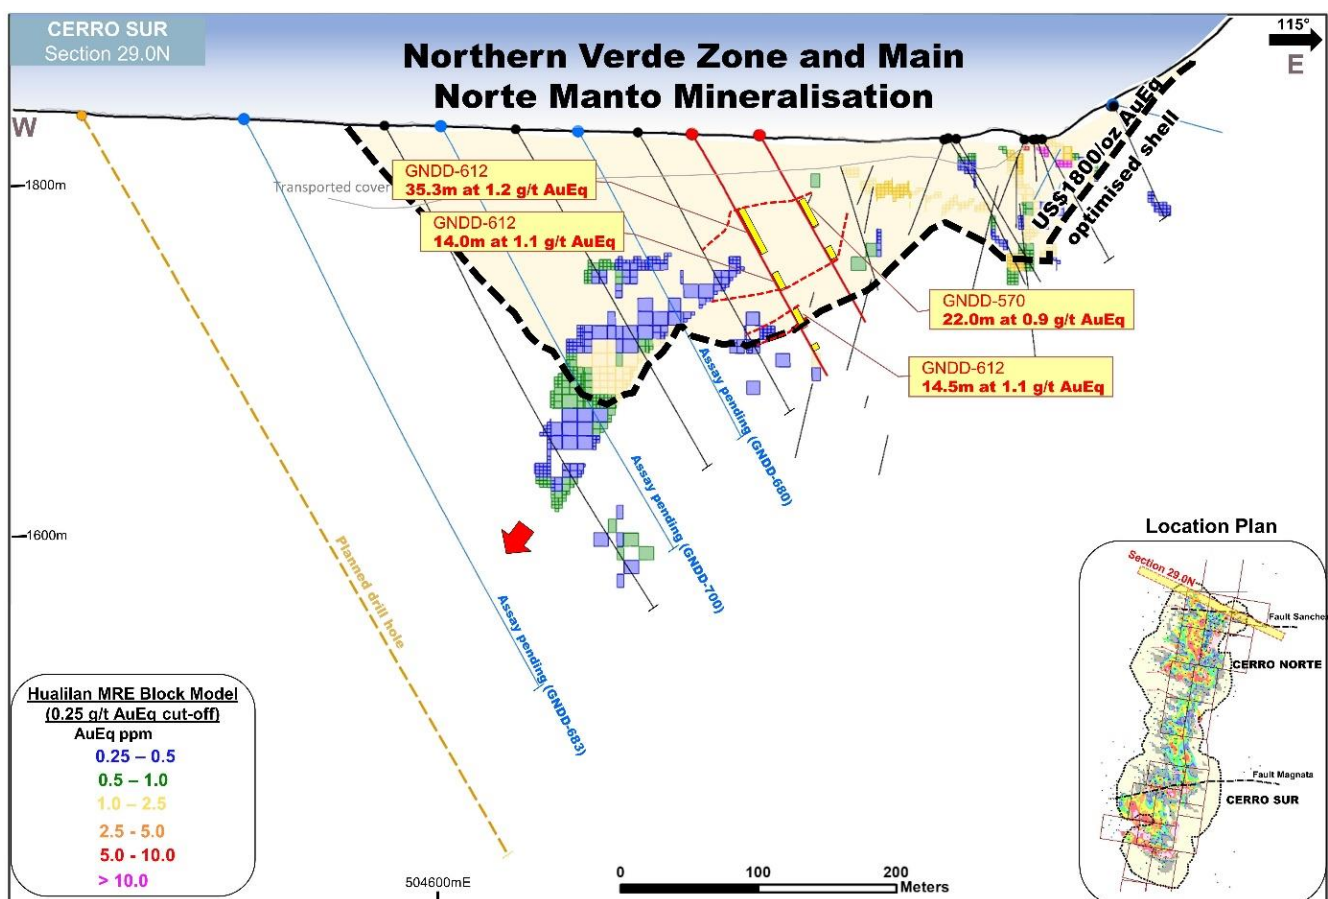 CERRO SUR
Section 29.0N
Northern Verde Zone and Main
Norte Manto Mineralisation
115°
E
W
1800m
Transported cover
GNDD-612
35.3m at 1.2 g/t AuEq
GNDD-612
14.0m at 1.1 g/t AuEq
US$1800/oz AuEq
optimised shell
GNDD-570
22.0m at 0.9 g/t AuEq
GNDD-612
14.5m at 1.1 g/t AuEq
Assay pending (GNDD-680)
Assay pending (GNDD-700)
Assay pending (GNDD-683)
Planned drill hole
1600m
Location Plan
Section 29.0N
Fault Sanchez
CERRO NORTE
Fault Magnata
CERRO SUR
Hualilan MRE Block Model
(0.25 g/t AuEq cut-off)
AuEq ppm
0.25 – 0.5
0.5 – 1.0
1.0 – 2.5
2.5 - 5.0
5.0 - 10.0
> 10.0
504600mE
0 100 200
Meters